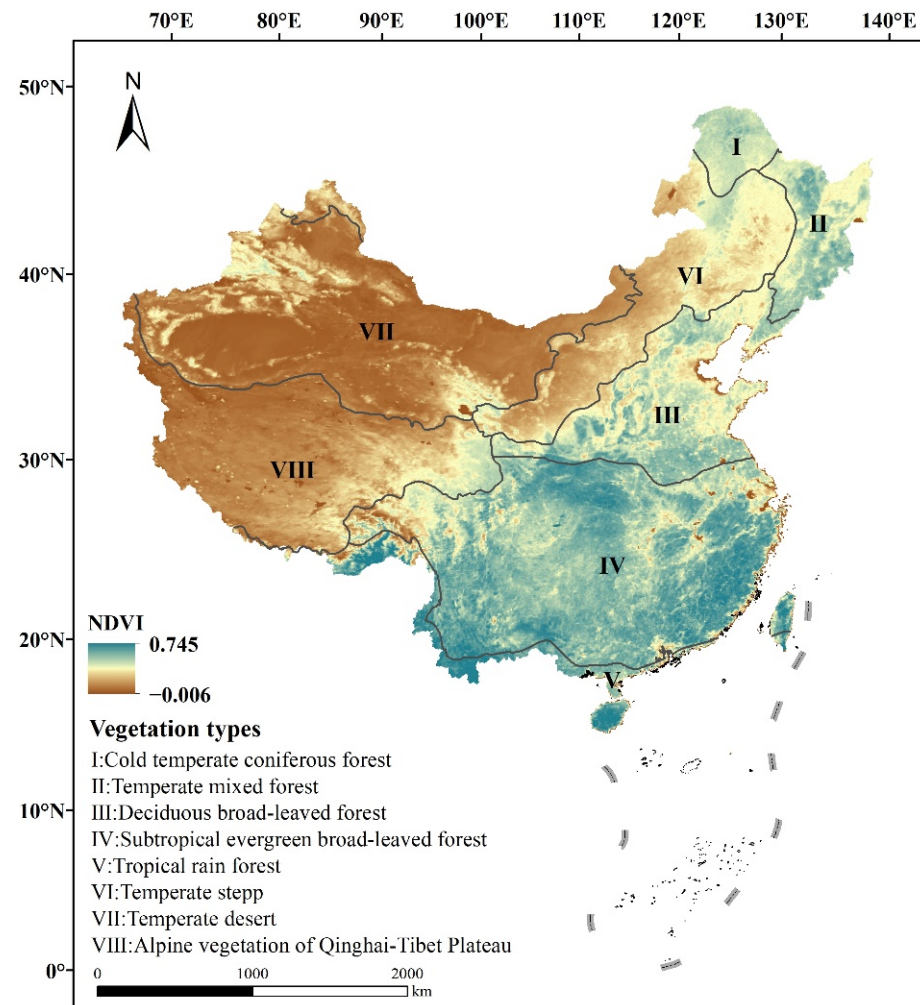 70°E 80°E 90°E 100°E 110°E 120°E 130°E 140°E
50°N
N
I
II
40°N
VI
VII
III
30°N
VIII
IV
NDVI
0.745
20°N
−0.006
V
Vegetation types
I:Cold temperate coniferous forest
II:Temperate mixed forest
10°N
III:Deciduous broad-leaved forest
IV:Subtropical evergreen broad-leaved forest
V:Tropical rain forest
VI:Temperate stepp
VII:Temperate desert
VIII:Alpine vegetation of Qinghai-Tibet Plateau
0°
0 1000 2000
km